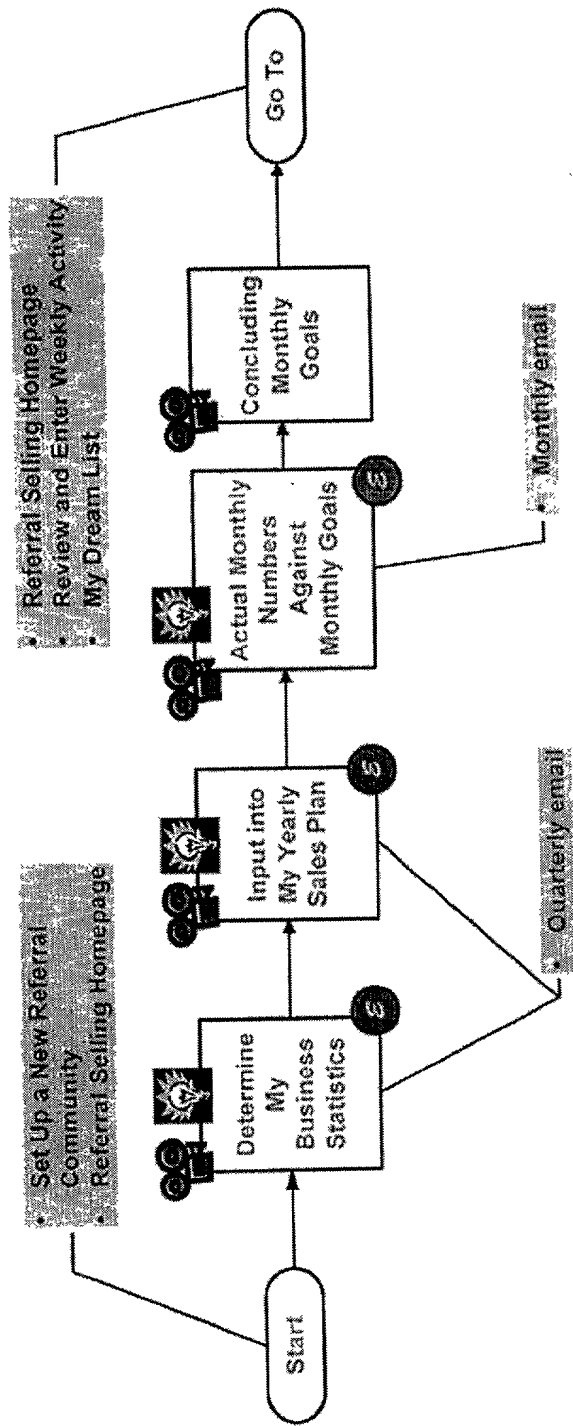 Set Up a New Referral
Community
Referral Selling Homepage
Referral Selling Homepage
Review and Enter Weekly Activity
My Dream List
Start
Determine
My
Business
Statistics
Input into
My Yearly
Sales Plan
Actual Monthly
Numbers
Against
Monthly Goals
Concluding
Monthly
Goals
Go To
Quarterly email
Monthly email